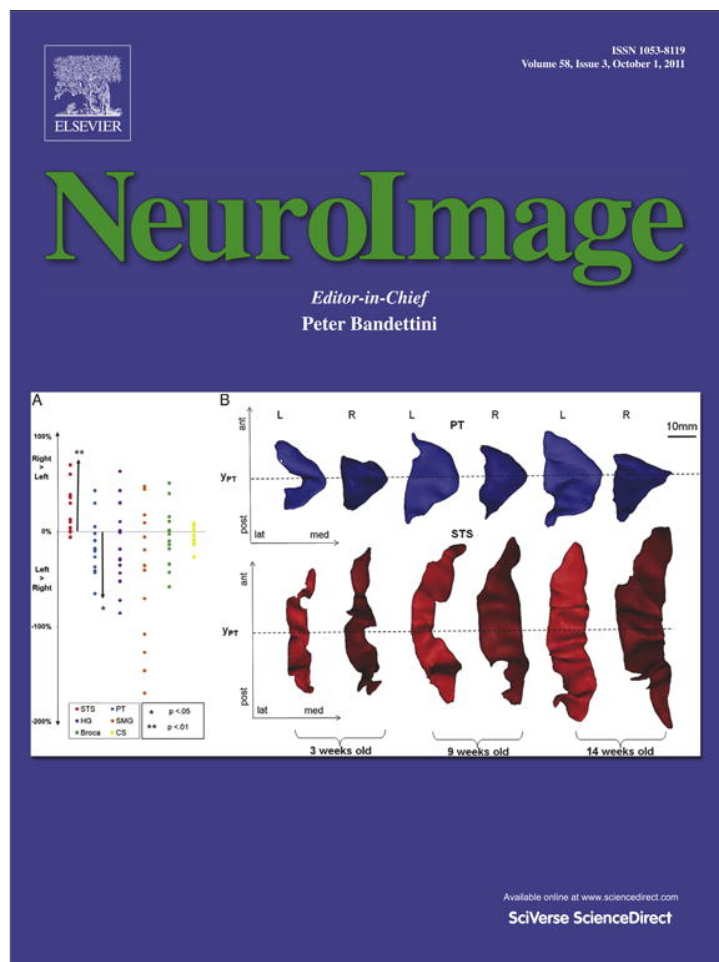 ISSN 1053-8119
Volume 58, Issue 3, October 1, 2011
ELSEVIER
NEUROIMAGE
Editor-in-Chief
Peter Bandettini
A
100%
Right
>
Left
0%
Left
>
Right
-100%
-200%
**
*
STS PT
HG SMG
Broca CS
* p <.05
** p <.01
B
L R L R L R
PT
10mm
ant
yPT
post
lat med
STS
ant
yPT
post
lat med
3 weeks old 9 weeks old 14 weeks old
Available online at www.sciencedirect.com
SciVerse ScienceDirect